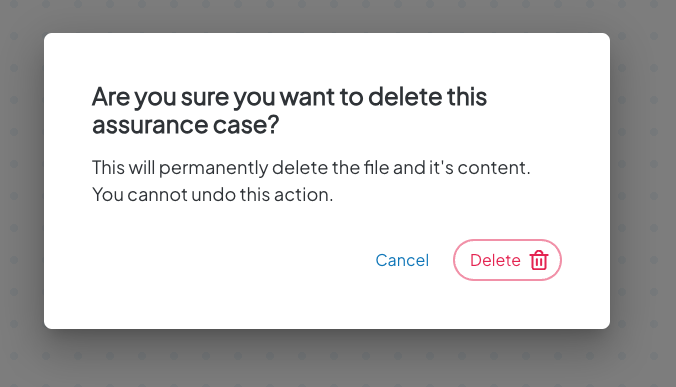 Are you sure you want to delete this
assurance case?
This will permanently delete the file and it's content.
You cannot undo this action.
Cancel
Delete